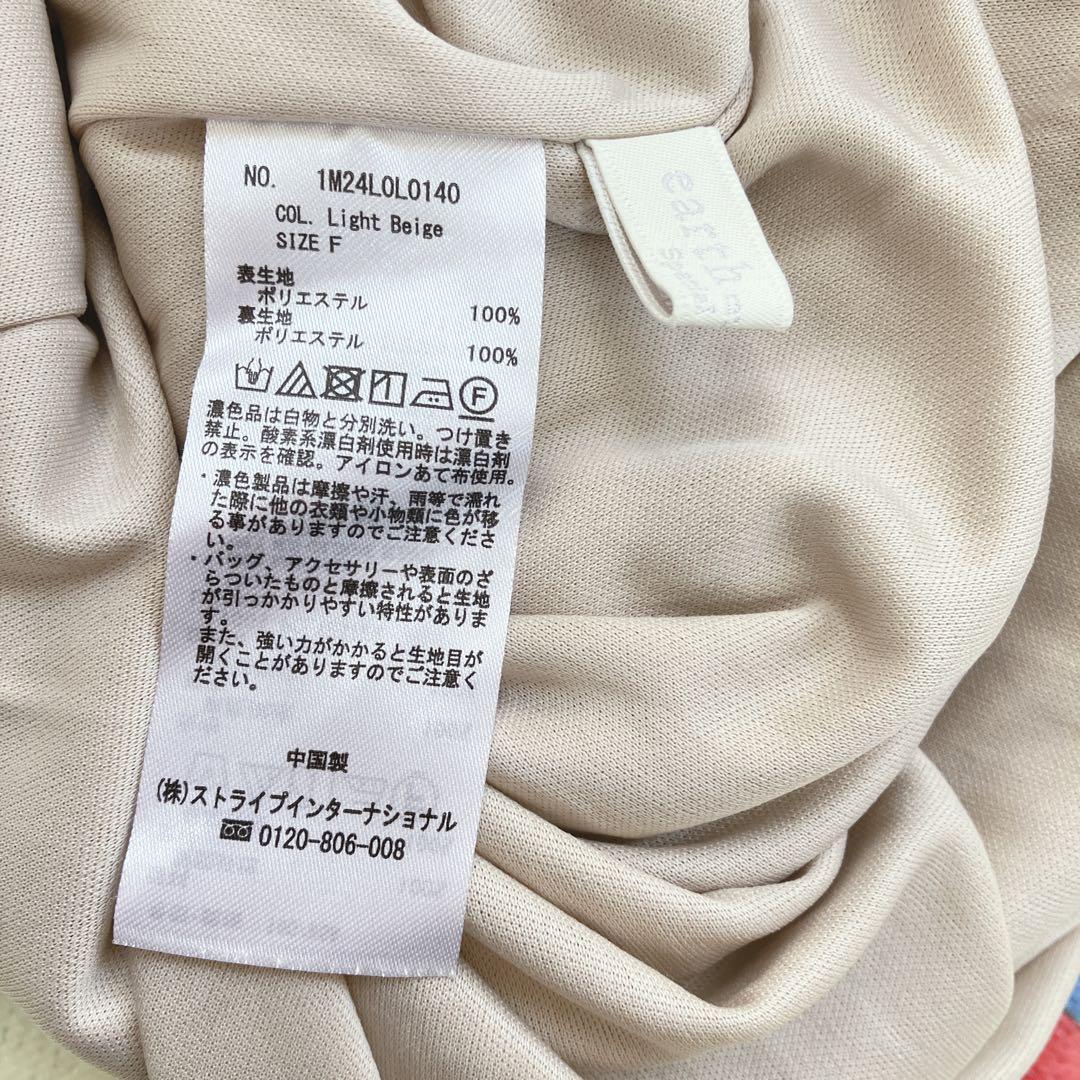 NO. 1M24L0L0140
COL. Light Beige
SIZE F
表生地
ポリエステル 100%
裏生地
ポリエステル 100%
F
濃色品は白物と分別洗い。つけ置き
禁止。酸素系漂白剤使用時は漂白剤
の表示を確認。アイロンあて布使用。
・濃色製品は摩擦や汗、雨等で濡れ
た際に他の衣類や小物類に色が移
る事がありますのでご注意くださ
い。
・バッグ、アクセサリーや表面のざ
らついたものと摩擦されると生地
が引っかかりやすい特性がありま
す。
また、強い力がかかると生地目が
開くことがありますのでご注意く
ださい。
中国製
(株)ストライプインターナショナル
0120-806-008
earth